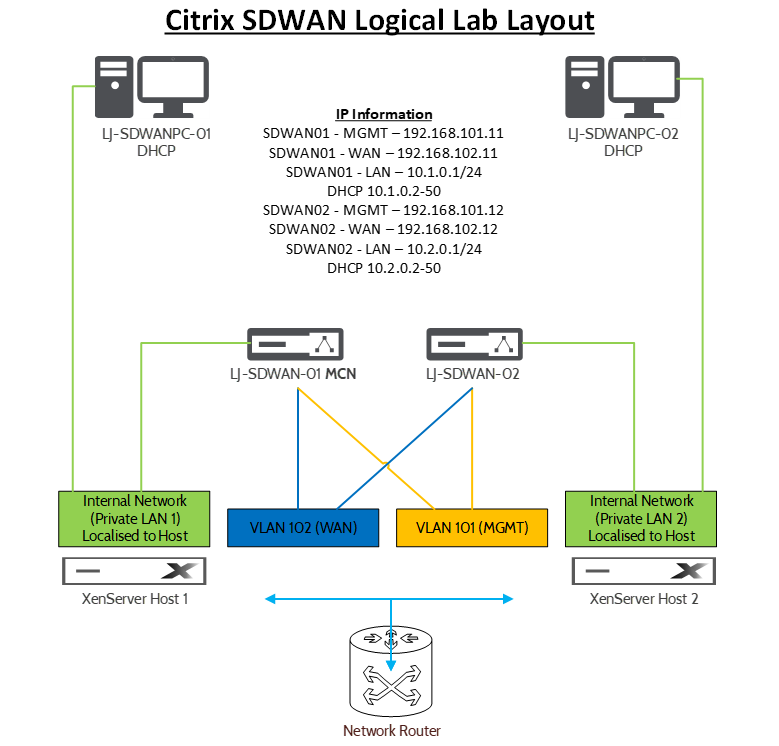 Citrix SDWAN Logical Lab Layout
LJ-SDWANPC-01
DHCP
LJ-SDWANPC-02
DHCP
IP Information
SDWAN01 - MGMT – 192.168.101.11
SDWAN01 - WAN – 192.168.102.11
SDWAN01 - LAN – 10.1.0.1/24
DHCP 10.1.0.2-50
SDWAN02 - MGMT – 192.168.101.12
SDWAN02 - WAN – 192.168.102.12
SDWAN02 - LAN – 10.2.0.1/24
DHCP 10.2.0.2-50
LJ-SDWAN-01 MCN
LJ-SDWAN-02
Internal Network
(Private LAN 1)
Localised to Host
VLAN 102 (WAN)
VLAN 101 (MGMT)
Internal Network
(Private LAN 2)
Localised to Host
XenServer Host 1
XenServer Host 2
Network Router